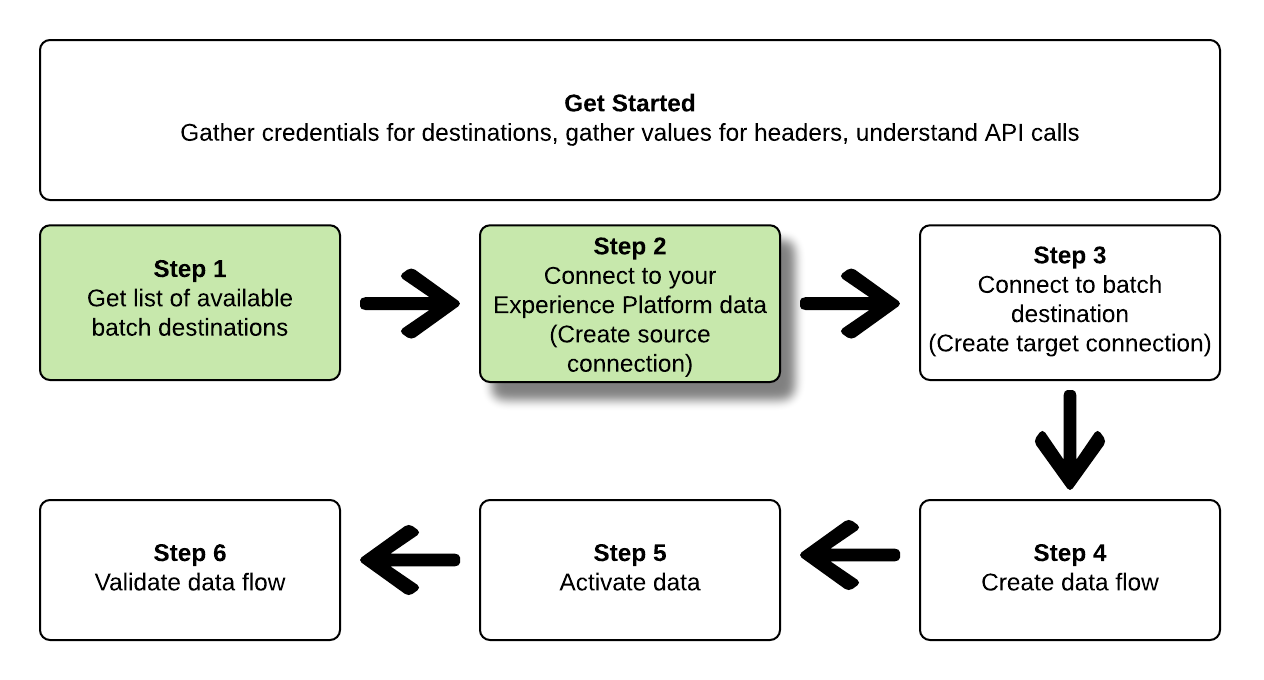 Get Started
Gather credentials for destinations, gather values for headers, understand API calls
Step 1
Get list of available
batch destinations
Step 2
Connect to your
Experience Platform data
(Create source
connection)
Step 3
Connect to batch
destination
(Create target connection)
Step 4
Create data flow
Step 5
Activate data
Step 6
Validate data flow